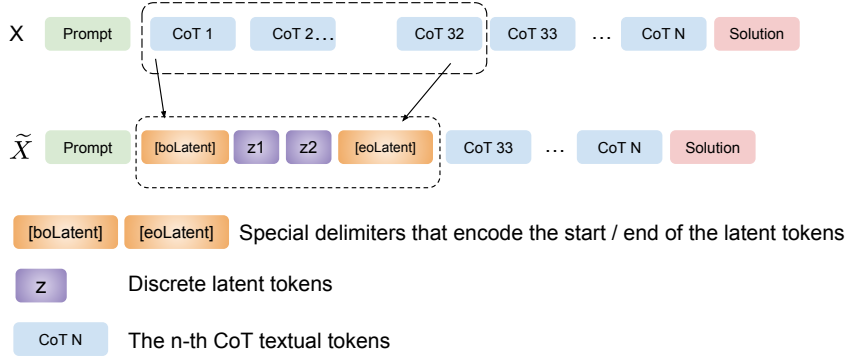 X Prompt CoT 1 CoT 2... CoT 32 CoT 33 ... CoT N Solution
X̃ Prompt [boLatent] z1 z2 [eoLatent] CoT 33 ... CoT N Solution
[boLatent] [eoLatent] Special delimiters that encode the start / end of the latent tokens
z Discrete latent tokens
CoT N The n-th CoT textual tokens